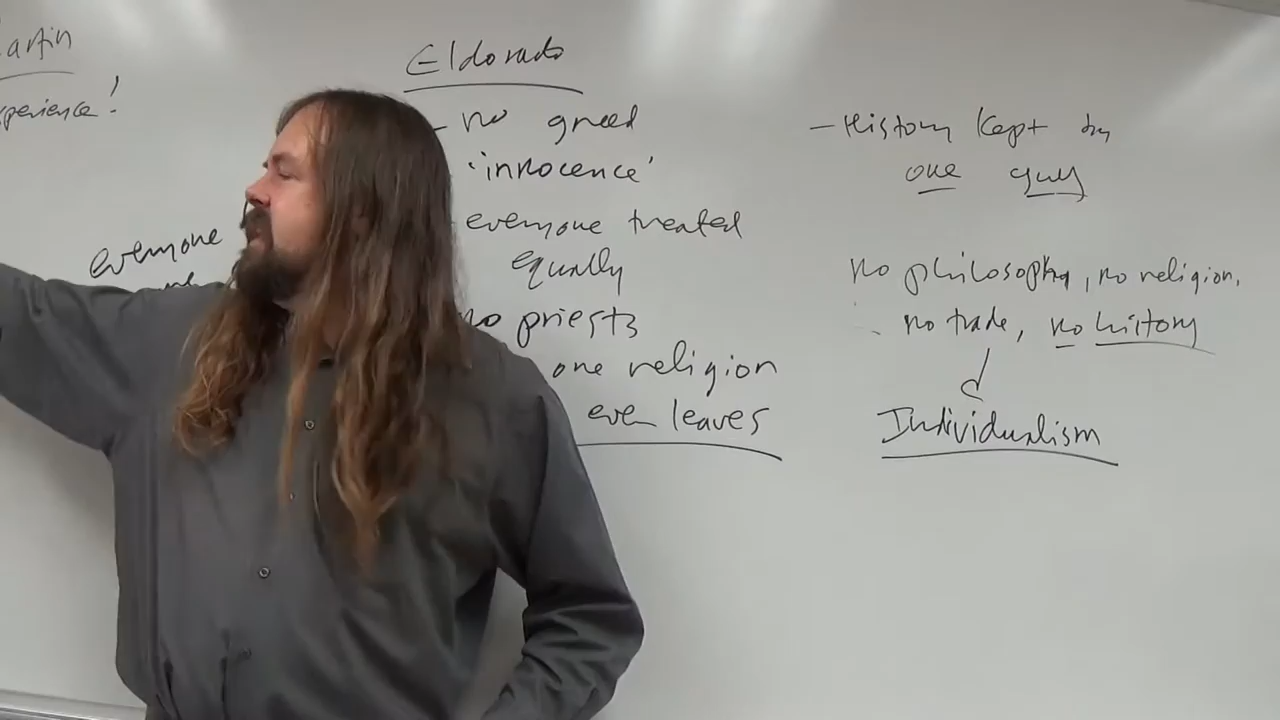 artin
xperience!
everyone
Eldorado
- no greed
'innocence'
everyone treated
equally
no priests
one religion
even leaves
- History kept by
one guy
no philosophy, no religion,
no trade, no history
Individualism